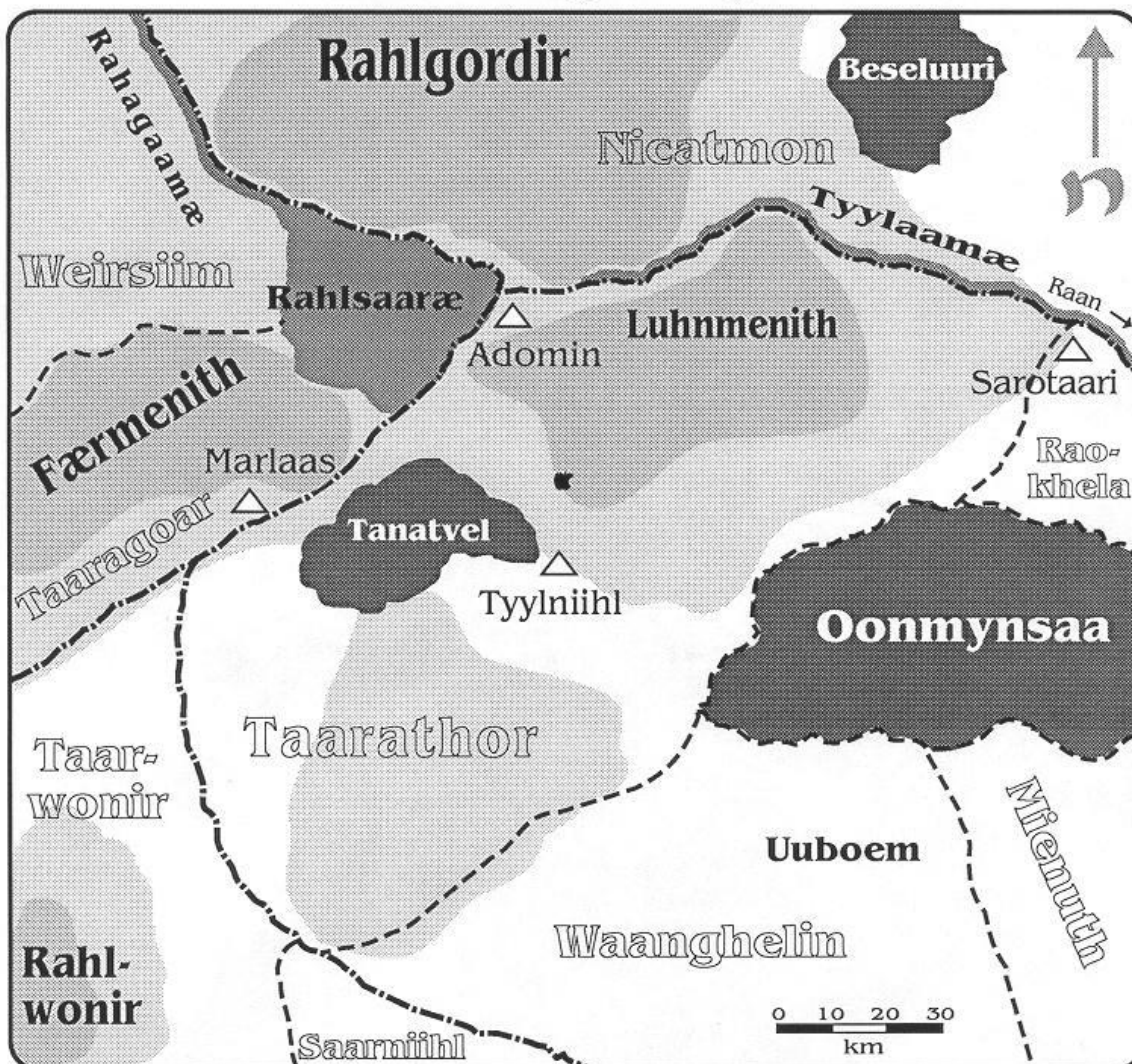 Rahlgordir
Beseluuri
Rahagaamæ
Nicatmon
Tyylaamæ
Weirsiim
Rahlsaaræ
Raan
Luhnmenith
Adomin
Sarotaari
Færmenith
Marlaas
Rao-
khela
Tanatvel
Taaragoar
Tyylniihl
Oonmynsaa
Taarathor
Taar-
wonir
Mienuth
Uuboem
Waanghelin
Rahl-
wonir
0 10 20 30
km
Saarniihl